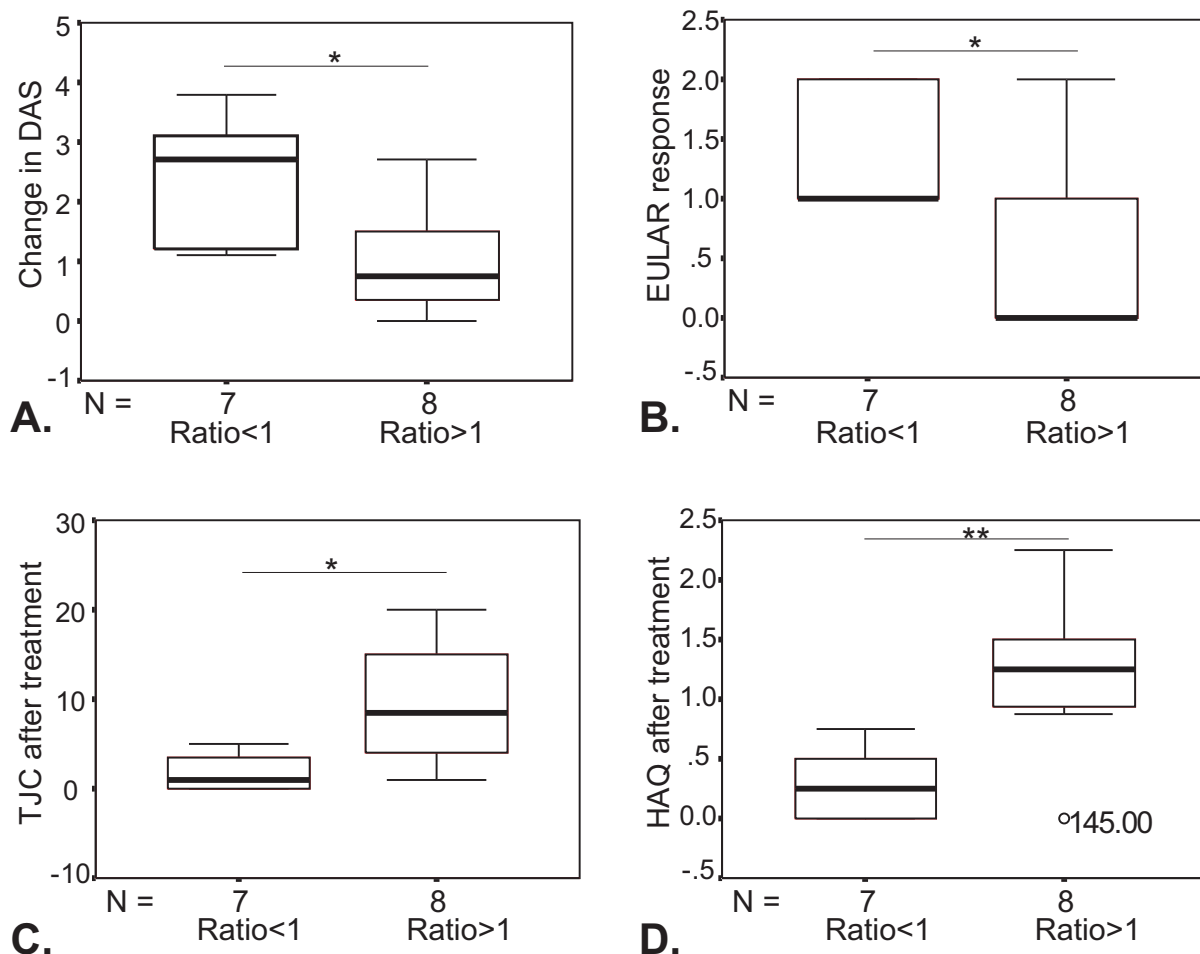 5
4
3
2
1
0
-1
Change in DAS
*
N = 7 8
Ratio<1 Ratio>1
A.
2.5
2.0
1.5
1.0
.5
0.0
-.5
EULAR response
*
N = 7 8
Ratio<1 Ratio>1
B.
30
20
10
0
-10
TJC after treatment
*
N = 7 8
Ratio<1 Ratio>1
C.
2.5
2.0
1.5
1.0
.5
0.0
-.5
HAQ after treatment
**
145.00
N = 7 8
Ratio<1 Ratio>1
D.